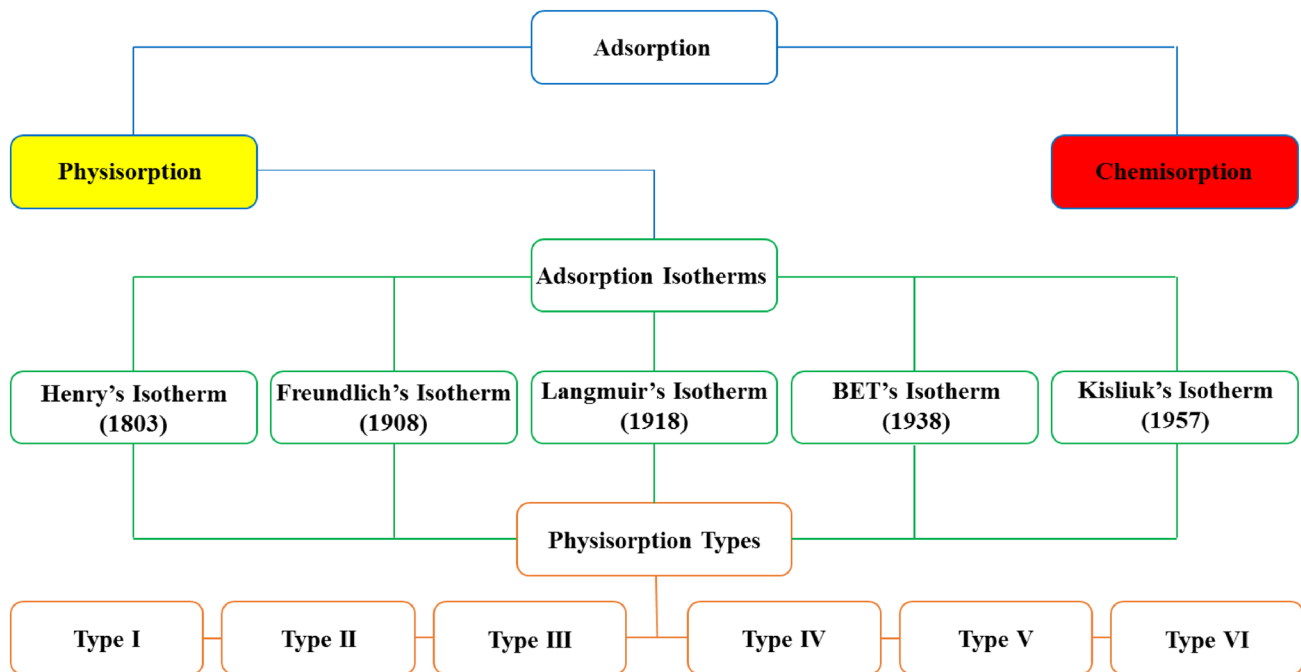 Adsorption
Physisorption
Chemisorption
Adsorption Isotherms
Henry’s Isotherm
(1803)
Freundlich’s Isotherm
(1908)
Langmuir’s Isotherm
(1918)
BET’s Isotherm
(1938)
Kisliuk’s Isotherm
(1957)
Physisorption Types
Type I
Type II
Type III
Type IV
Type V
Type VI